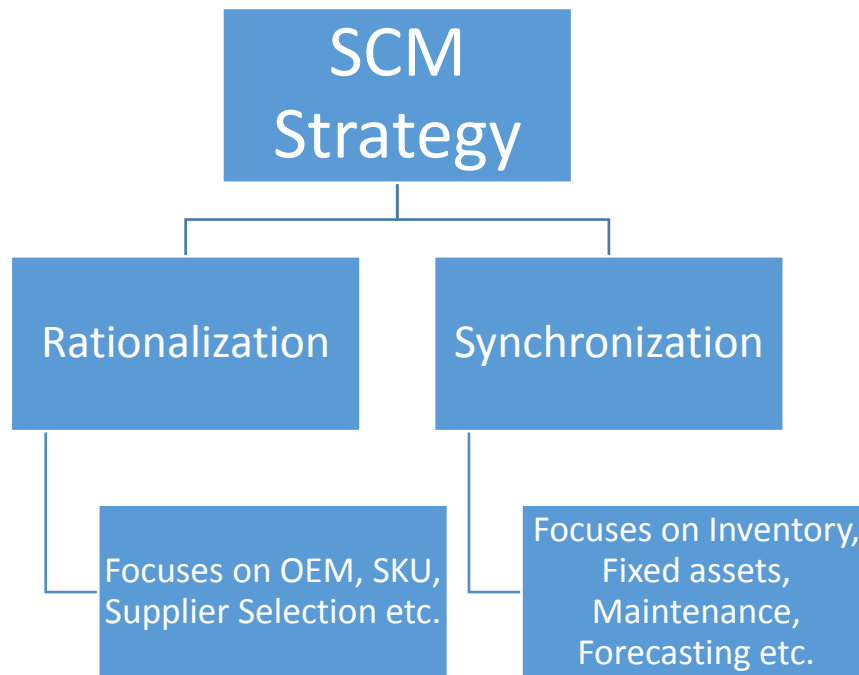 SCM
Strategy
Rationalization
Synchronization
Focuses on OEM, SKU,
Supplier Selection etc.
Focuses on Inventory,
Fixed assets,
Maintenance,
Forecasting etc.